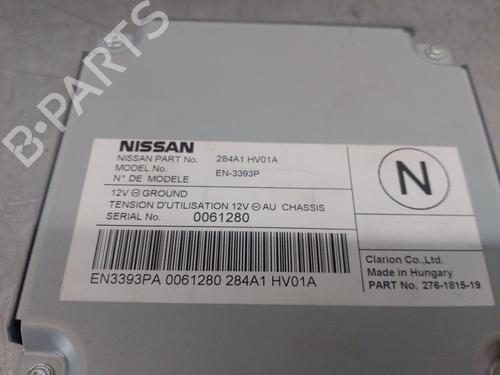 B-PARTS
NISSAN
NISSAN PART No. 284A1 HV01A
MODEL No. EN-3393P
N° DE MODELE
12V ⊖ GROUND
TENSION D'UTILISATION 12V ⊖ AU CHASSIS
SERIAL No. 0061280
EN3393PA 0061280 284A1 HV01A
N
Clarion Co.,Ltd.
Made in Hungary
PART No. 276-1815-19